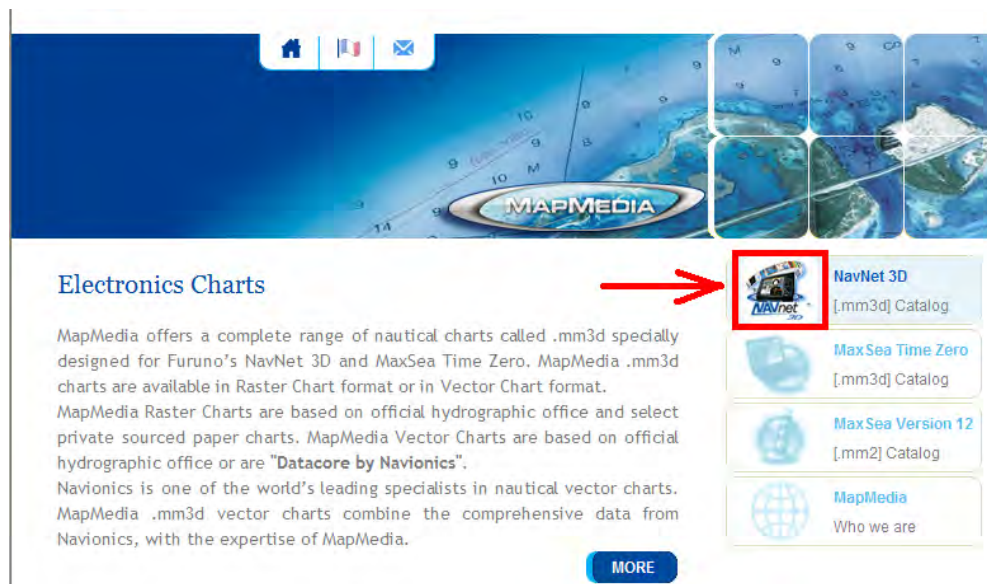 MAPMEDIA
Electronics Charts
MapMedia offers a complete range of nautical charts called .mm3d specially
designed for Furuno's NavNet 3D and MaxSea Time Zero. MapMedia .mm3d
charts are available in Raster Chart format or in Vector Chart format.
MapMedia Raster Charts are based on official hydrographic office and select
private sourced paper charts. MapMedia Vector Charts are based on official
hydrographic office or are "Datacore by Navionics".
Navionics is one of the world's leading specialists in nautical vector charts.
MapMedia .mm3d vector charts combine the comprehensive data from
Navionics, with the expertise of MapMedia.
MORE
NAVnet
3D
NavNet 3D
[.mm3d] Catalog
MaxSea Time Zero
[.mm3d] Catalog
MaxSea Version 12
[.mm2] Catalog
MapMedia
Who we are